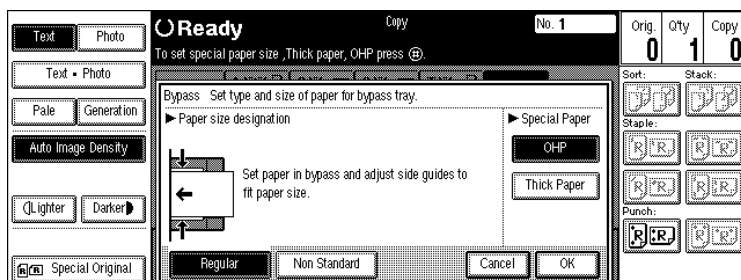 Text
Photo
Text • Photo
Pale
Generation
Auto Image Density
Lighter
Darker
Special Original
Ready
Copy
No. 1
To set special paper size ,Thick paper, OHP press (#).
Bypass Set type and size of paper for bypass tray.
►Paper size designation
Set paper in bypass and adjust side guides to
fit paper size.
Regular
Non Standard
►Special Paper
OHP
Thick Paper
Cancel
OK
Orig. Q'ty Copy
0 1 0
Sort: Stack:
Staple:
R R R R
R R R R
Punch:
R R R R